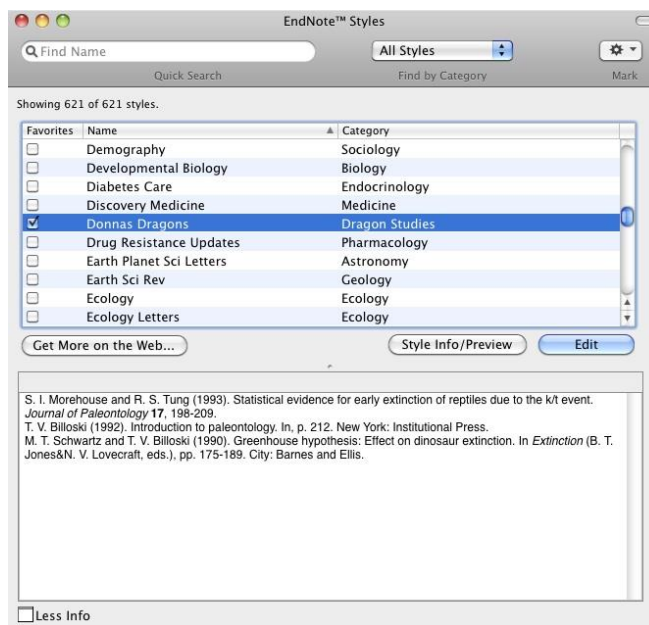 EndNote™ Styles
Find Name
All Styles
Quick Search
Find by Category
Mark
Showing 621 of 621 styles.
Favorites Name Category
Demography Sociology
Developmental Biology Biology
Diabetes Care Endocrinology
Discovery Medicine Medicine
Donnas Dragons Dragon Studies
Drug Resistance Updates Pharmacology
Earth Planet Sci Letters Astronomy
Earth Sci Rev Geology
Ecology Ecology
Ecology Letters Ecology
Get More on the Web... Style Info/Preview Edit
S. I. Morehouse and R. S. Tung (1993). Statistical evidence for early extinction of reptiles due to the k/t event.
Journal of Paleontology 17, 198-209.
T. V. Billoski (1992). Introduction to paleontology. In, p. 212. New York: Institutional Press.
M. T. Schwartz and T. V. Billoski (1990). Greenhouse hypothesis: Effect on dinosaur extinction. In Extinction (B. T.
Jones&N. V. Lovecraft, eds.), pp. 175-189. City: Barnes and Ellis.
Less Info